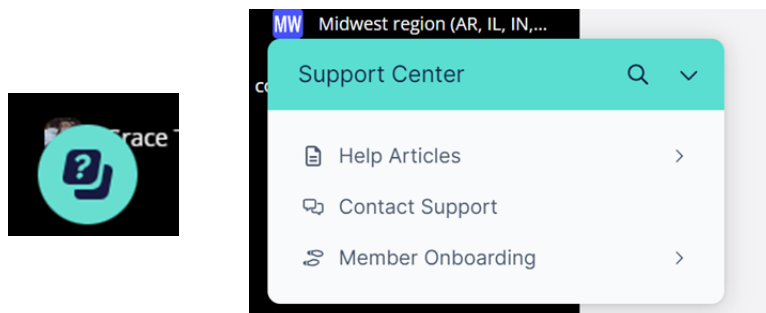 Grace T
?
MW Midwest region (AR, IL, IN,...
Support Center
Help Articles
Contact Support
Member Onboarding